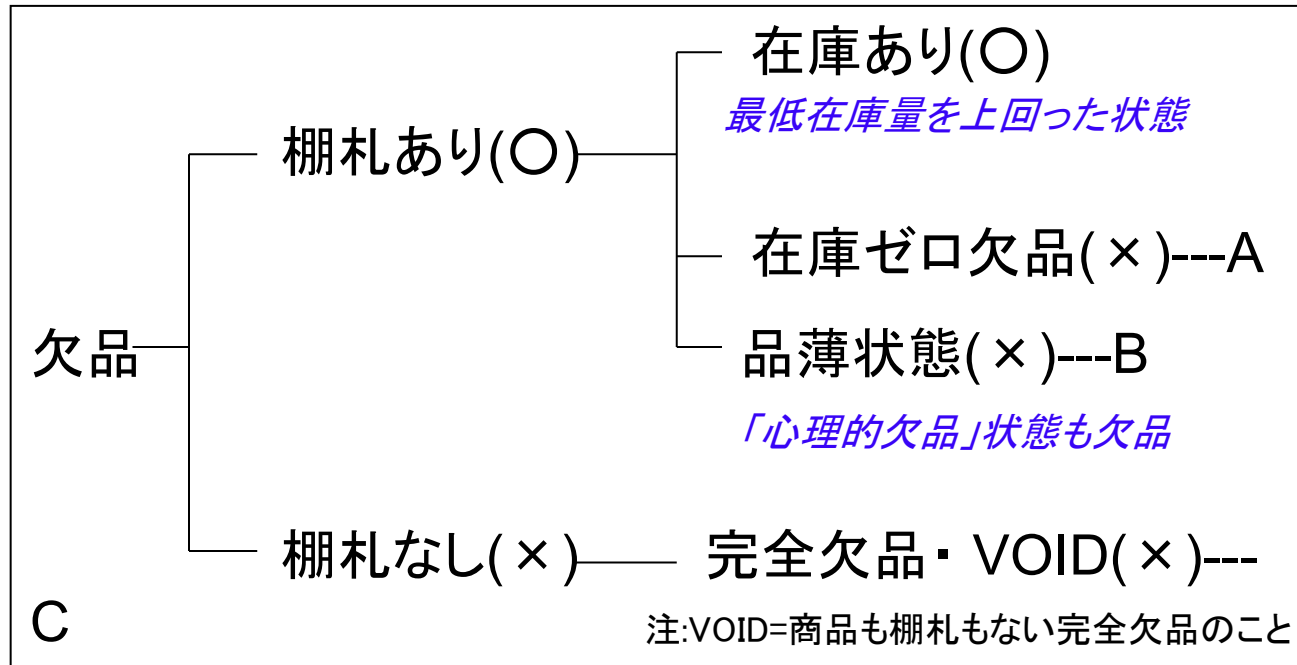 在庫あり(〇)
最低在庫量を上回った状態
棚札あり(〇)
在庫ゼロ欠品(×)---A
欠品
品薄状態(×)---B
「心理的欠品」状態も欠品
棚札なし(×)
完全欠品・VOID(×)---
C
注:VOID=商品も棚札もない完全欠品のこと